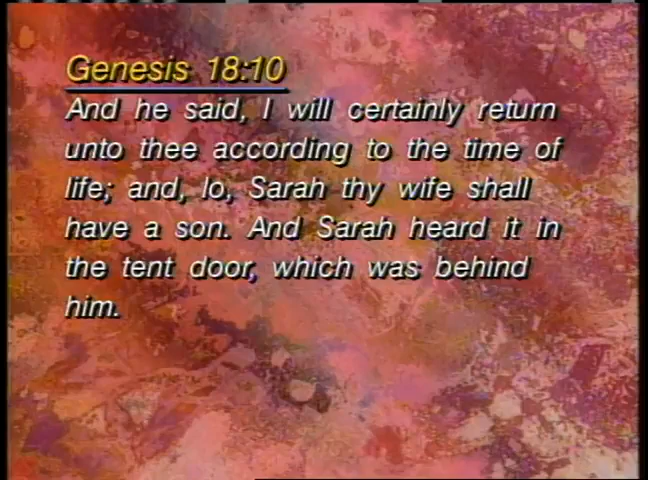 Genesis 18:10
And he said, I will certainly return
unto thee according to the time of
life; and, lo, Sarah thy wife shall
have a son. And Sarah heard it in
the tent door, which was behind
him.